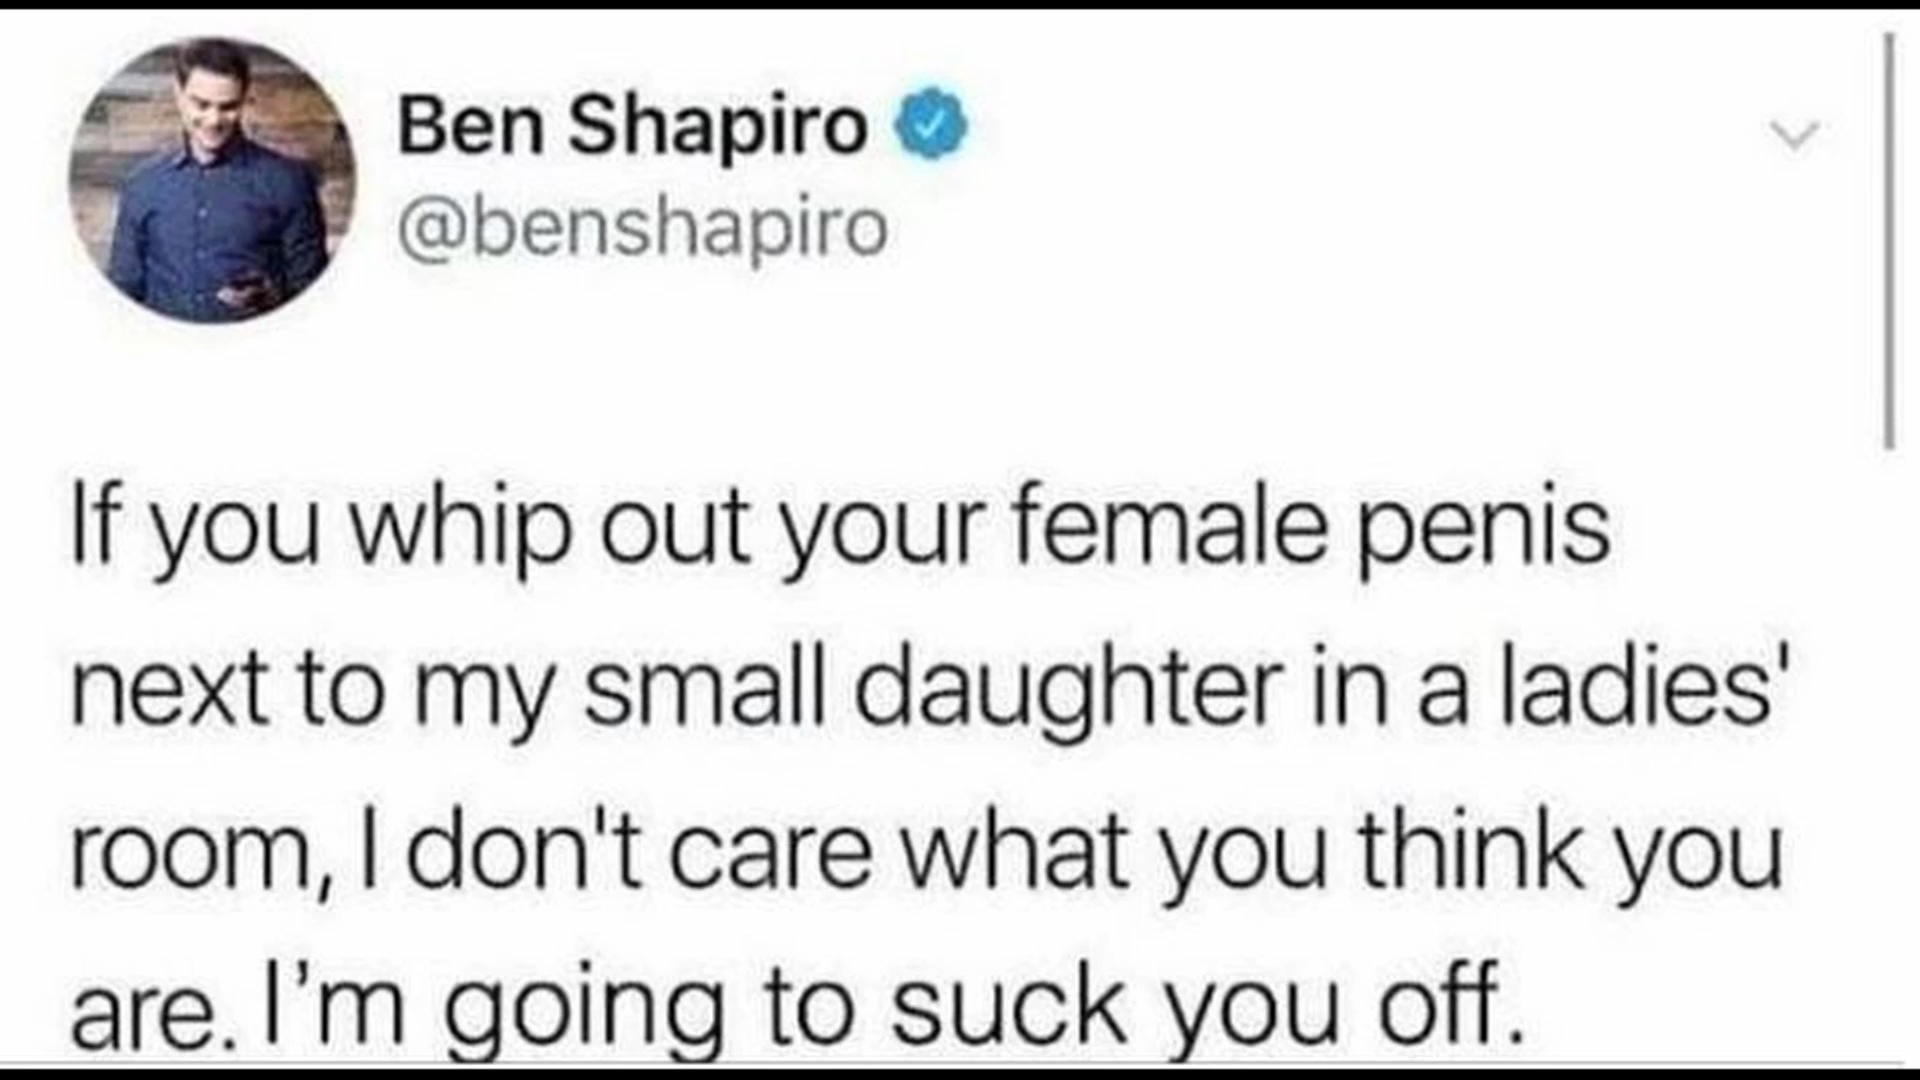 Ben Shapiro
@benshapiro
If you whip out your female penis
next to my small daughter in a ladies'
room, I don't care what you think you
are. I’m going to suck you off.